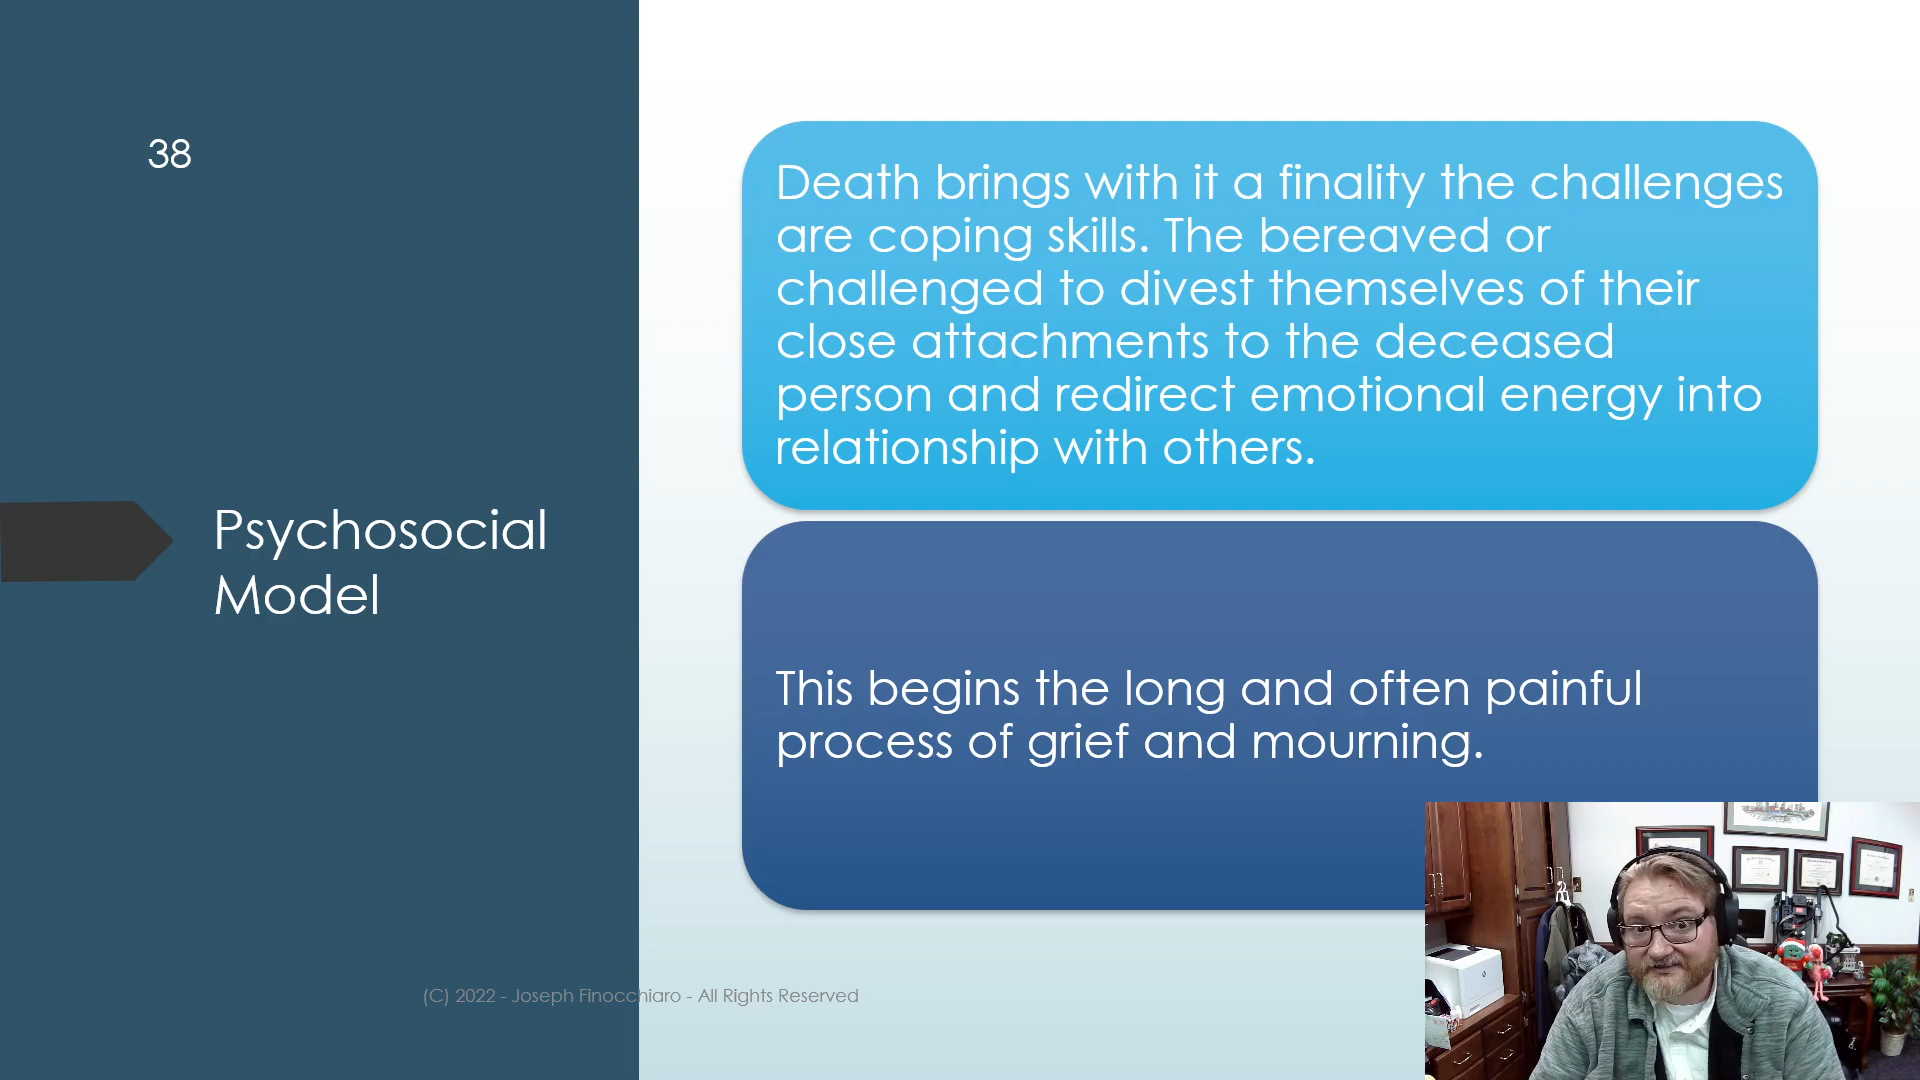 38
Psychosocial
Model
Death brings with it a finality the challenges
are coping skills. The bereaved or
challenged to divest themselves of their
close attachments to the deceased
person and redirect emotional energy into
relationship with others.
This begins the long and often painful
process of grief and mourning.
(C) 2022 - Joseph Finocchiaro - All Rights Reserved